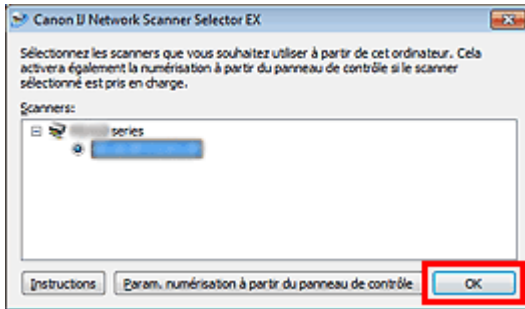 Canon IJ Network Scanner Selector EX
Sélectionnez les scanners que vous souhaitez utiliser à partir de cet ordinateur. Cela
activera également la numérisation à partir du panneau de contrôle si le scanner
sélectionné est pris en charge.
Scanners:
series
Instructions
Param. numérisation à partir du panneau de contrôle
OK